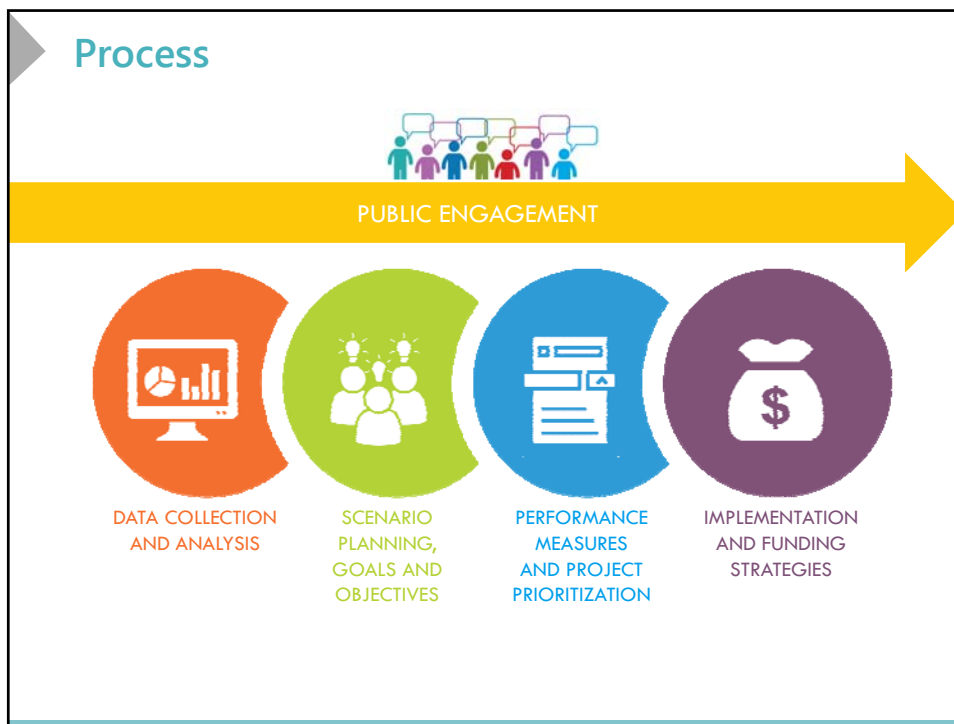 Process
PUBLIC ENGAGEMENT
$
DATA COLLECTION
AND ANALYSIS
SCENARIO
PLANNING,
GOALS AND
OBJECTIVES
PERFORMANCE
MEASURES
AND PROJECT
PRIORITIZATION
IMPLEMENTATION
AND FUNDING
STRATEGIES